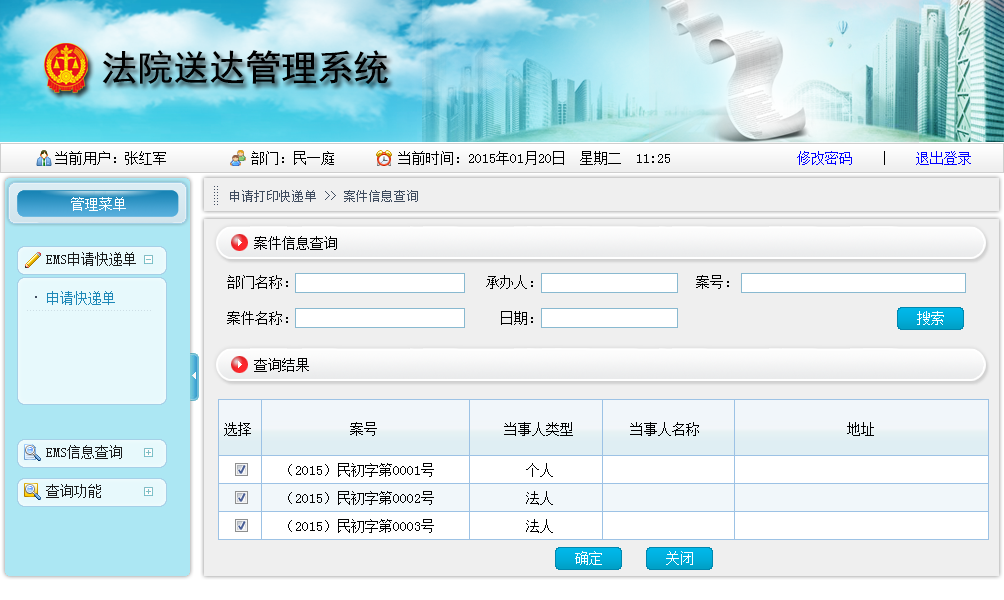 法院送达管理系统
当前用户：张红军 部门：民一庭 当前时间：2015年01月20日 星期二 11:25 修改密码 | 退出登录
管理菜单
申请打印快递单 >> 案件信息查询
案件信息查询
EMS申请快递单
· 申请快递单
部门名称： 承办人： 案号：
案件名称： 日期： 搜索
查询结果
选择 案号 当事人类型 当事人名称 地址
（2015）民初字第0001号 个人
（2015）民初字第0002号 法人
（2015）民初字第0003号 法人
EMS信息查询
查询功能
确定 关闭